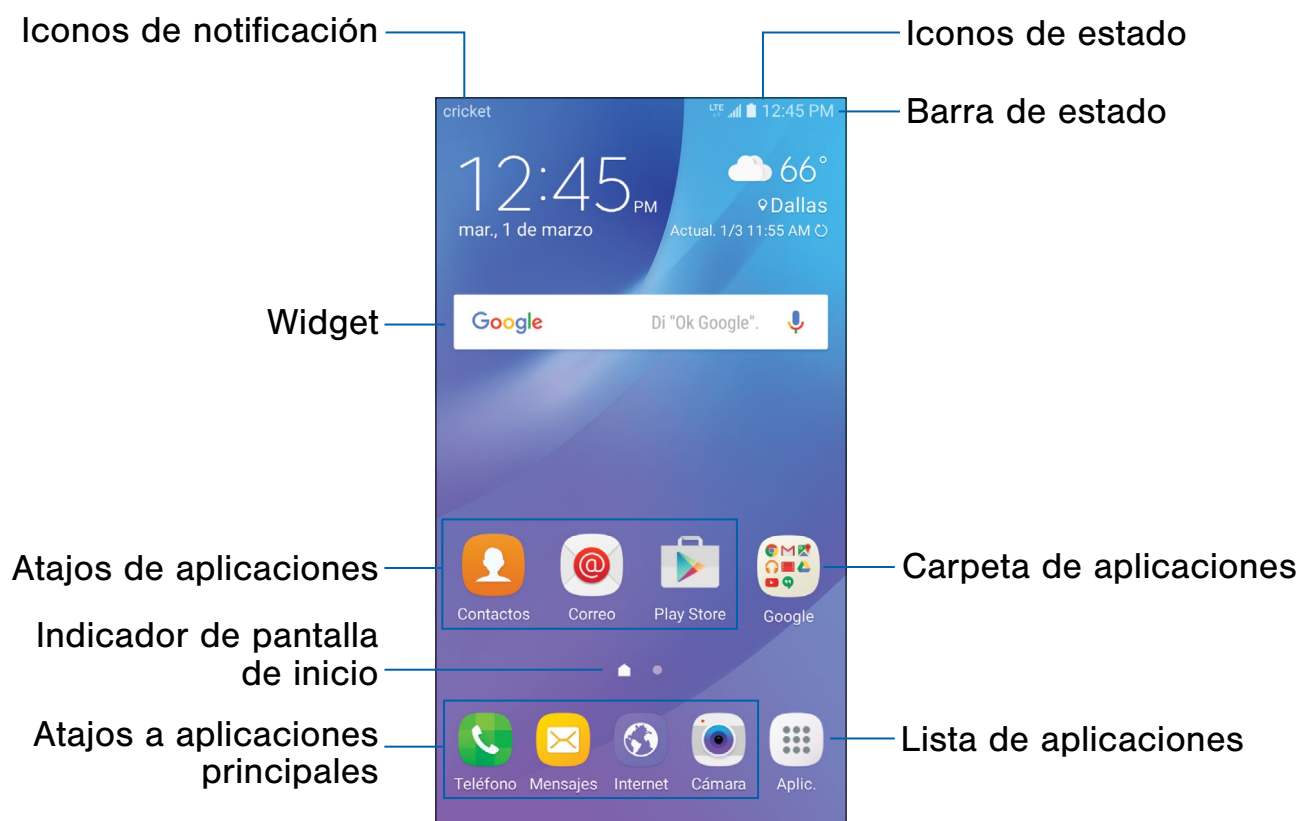 Iconos de notificación
Iconos de estado
Barra de estado
cricket
LTE 12:45 PM
12:45 PM
mar., 1 de marzo
66°
Dallas
Actual. 1/3 11:55 AM
Widget
Google Di "Ok Google".
Atajos de aplicaciones
Carpeta de aplicaciones
Contactos Correo Play Store Google
Indicador de pantalla
de inicio
Atajos a aplicaciones
principales
Lista de aplicaciones
Teléfono Mensajes Internet Cámara Aplic.